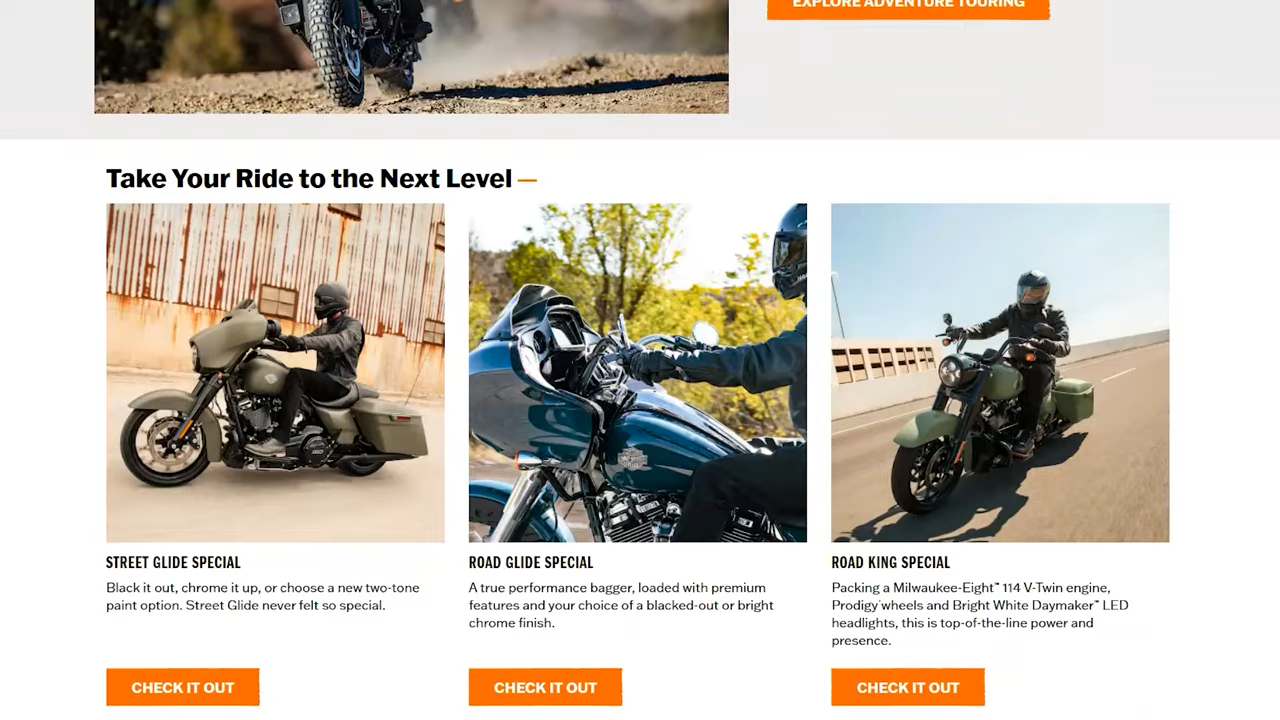 EXPLORE ADVENTURE TOURING
Take Your Ride to the Next Level —
STREET GLIDE SPECIAL
Black it out, chrome it up, or choose a new two-tone
paint option. Street Glide never felt so special.
CHECK IT OUT
ROAD GLIDE SPECIAL
A true performance bagger, loaded with premium
features and your choice of a blacked-out or bright
chrome finish.
CHECK IT OUT
ROAD KING SPECIAL
Packing a Milwaukee-Eight™ 114 V-Twin engine,
Prodigy wheels and Bright White Daymaker™ LED
headlights, this is top-of-the-line power and
presence.
CHECK IT OUT